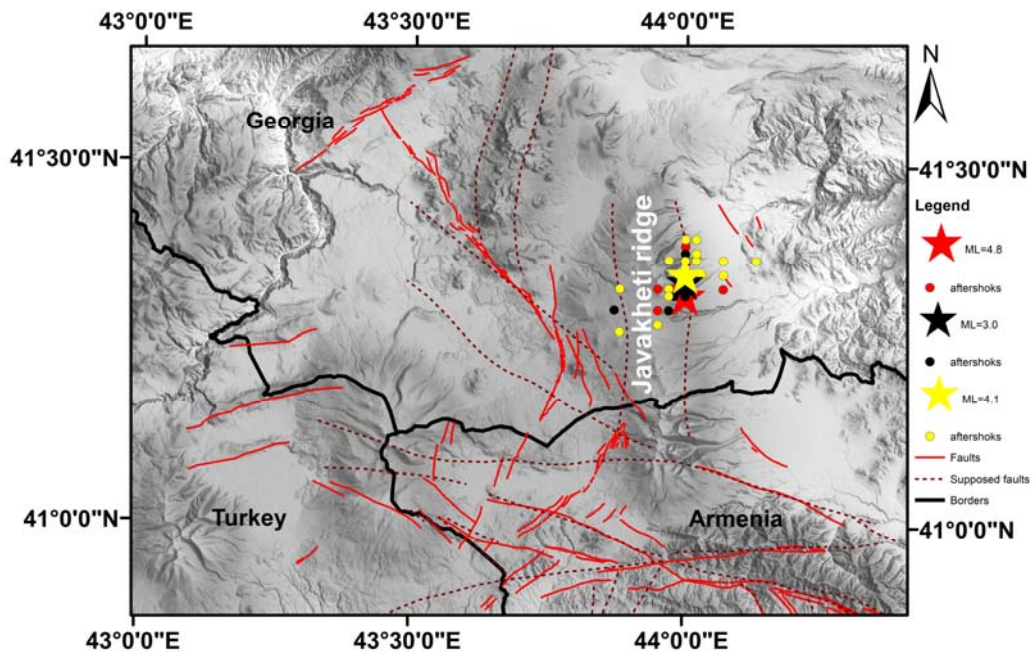 43°0'0"E
43°30'0"E
44°0'0"E
N
Georgia
41°30'0"N
41°30'0"N
Legend
ML=4.8
aftershoks
ML=3.0
aftershoks
ML=4.1
aftershoks
Faults
Supposed faults
Borders
Javakheti ridge
41°0'0"N
Turkey
Armenia
41°0'0"N
43°0'0"E
43°30'0"E
44°0'0"E